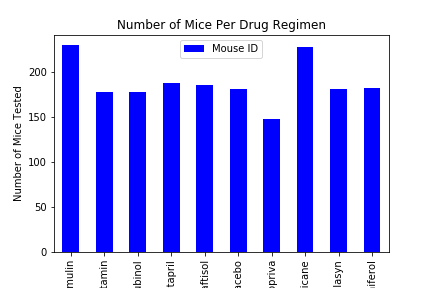 Number of Mice Per Drug Regimen
Mouse ID
Number of Mice Tested
200
150
100
50
0
mulin
tamin
ubinol
tapril
aftisol
acebo
opriva
icane
lasyn
niferol